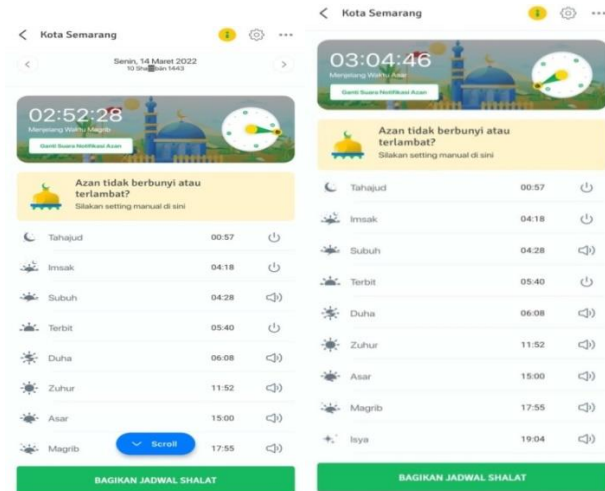 Kota Semarang
Senin, 14 Maret 2022
02:52:28
Menjelang Waktu Magrib
Ganti Suara Notifikasi Azan
Azan tidak berbunyi atau
terlambat?
Silakan setting manual di sini
Tahajud 00:57
Imsak 04:18
Subuh 04:28
Terbit 05:40
Duha 06:08
Zuhur 11:52
Asar 15:00
Magrib 17:55
Scroll
BAGIKAN JADWAL SHALAT
Kota Semarang
03:04:46
Menjelang Waktu Asar
Ganti Suara Notifikasi Azan
Azan tidak berbunyi atau
terlambat?
Silakan setting manual di sini
Tahajud 00:57
Imsak 04:18
Subuh 04:28
Terbit 05:40
Duha 06:08
Zuhur 11:52
Asar 15:00
Magrib 17:55
Isya 19:04
BAGIKAN JADWAL SHALAT